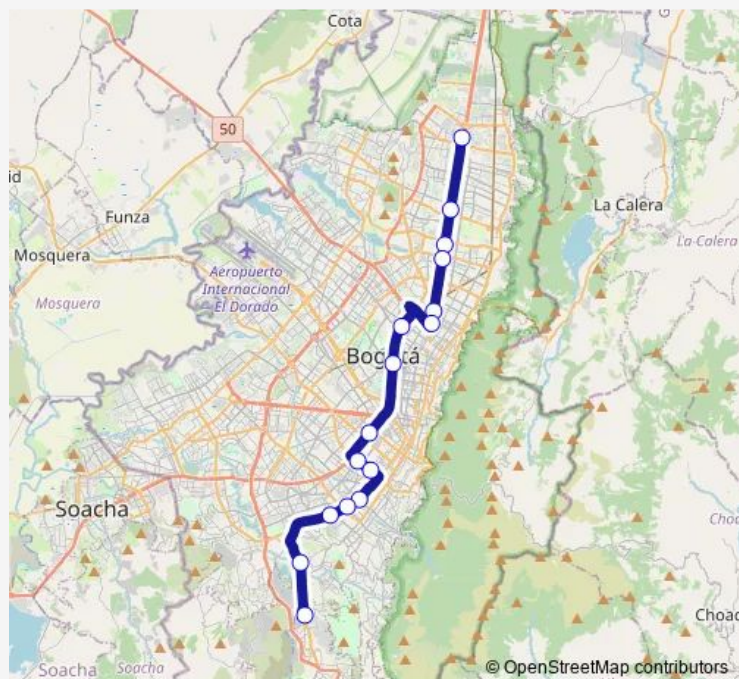 Cota
50
Funza
Mosquera
Mosquera
Aeropuerto
Internacional
El Dorado
La Calera
La-Calera
Bogotá
Soacha
Soacha
Soacha
Choac
© OpenStreetMap contributors